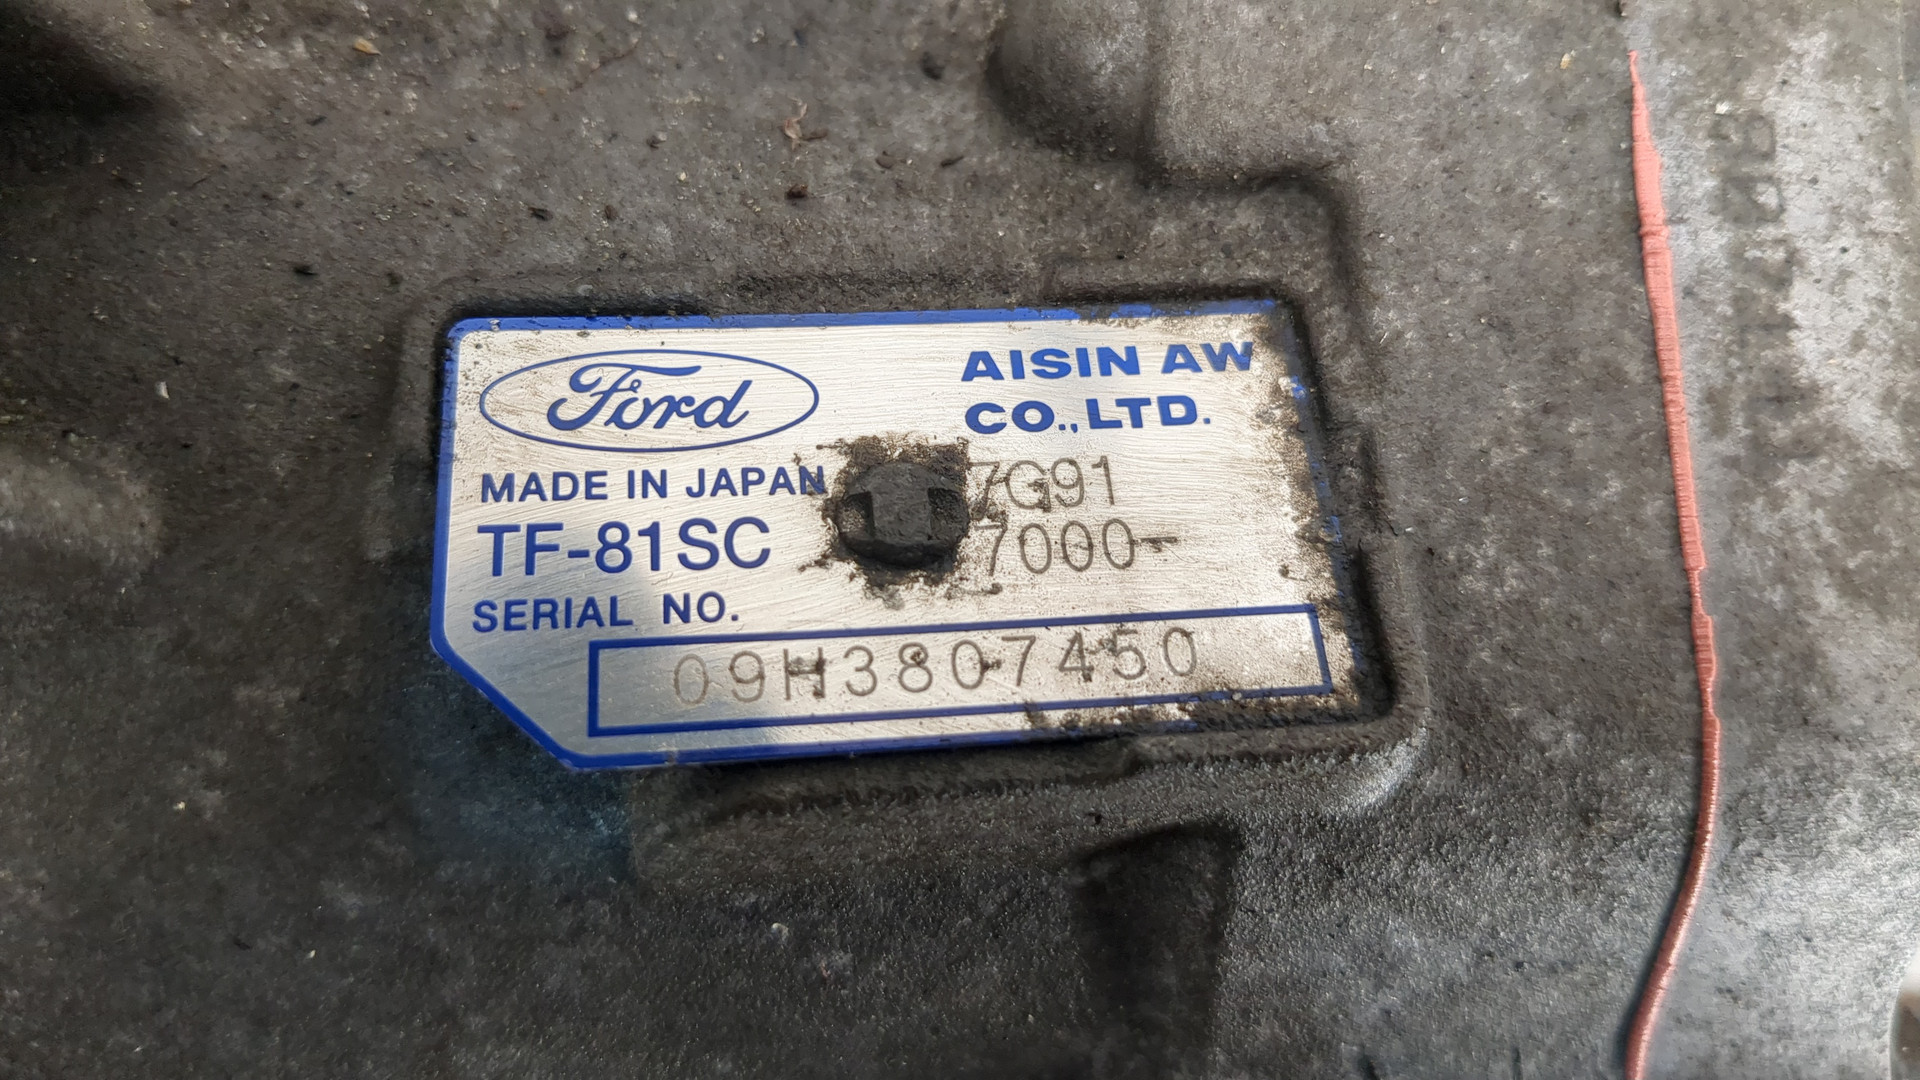 Ford
AISIN AW
CO., LTD.
MADE IN JAPAN
7G91
TF-81SC
7000-
SERIAL NO.
09H3807450